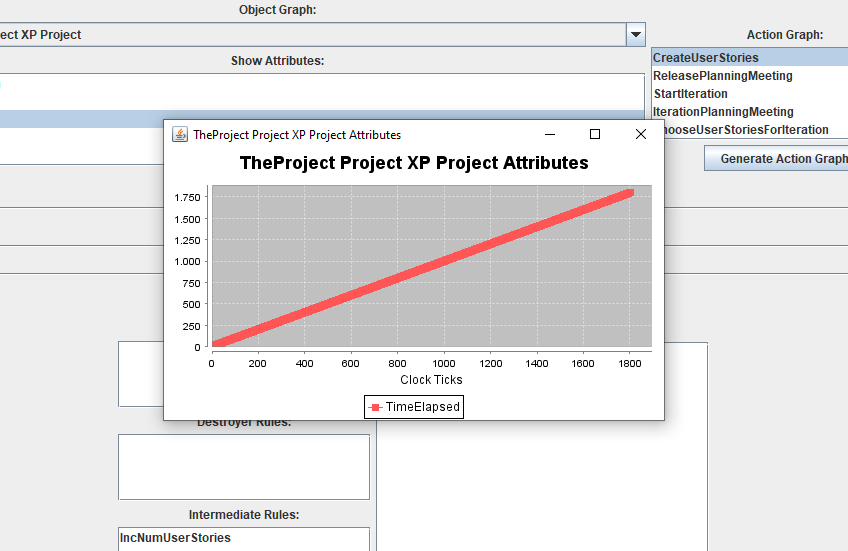 Object Graph:
ect XP Project
Action Graph:
Show Attributes:
CreateUserStories
ReleasePlanningMeeting
StartIteration
IterationPlanningMeeting
hooseUserStoriesForIteration
Generate Action Graph
TheProject Project XP Project Attributes
TheProject Project XP Project Attributes
1.750
1.500
1.250
1.000
750
500
250
0
0 200 400 600 800 1000 1200 1400 1600 1800
Clock Ticks
TimeElapsed
Destroyer Rules:
Intermediate Rules:
IncNumUserStories